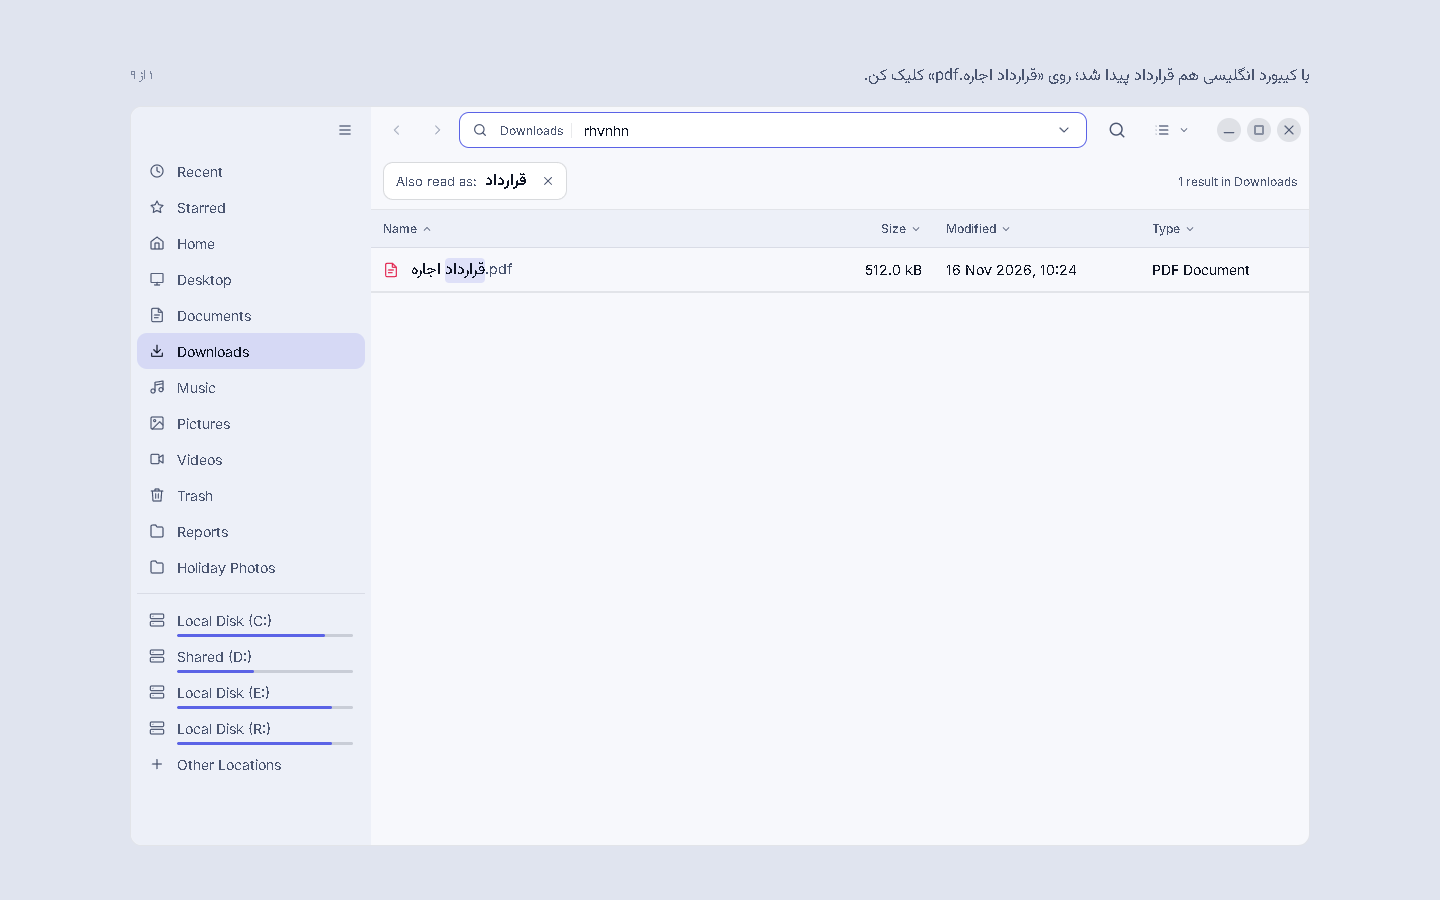 با کیبورد انگلیسی هم قرارداد پیدا شد؛ روی «قرارداد اجاره.pdf» کلیک کن.
۱ از ۹
Downloads rhvnhn
Also read as: قرارداد
1 result in Downloads
Recent
Starred
Home
Desktop
Documents
Downloads
Music
Pictures
Videos
Trash
Reports
Holiday Photos
Local Disk (C:)
Shared (D:)
Local Disk (E:)
Local Disk (R:)
Other Locations
Name Size Modified Type
قرارداد اجاره.pdf 512.0 kB 16 Nov 2026, 10:24 PDF Document